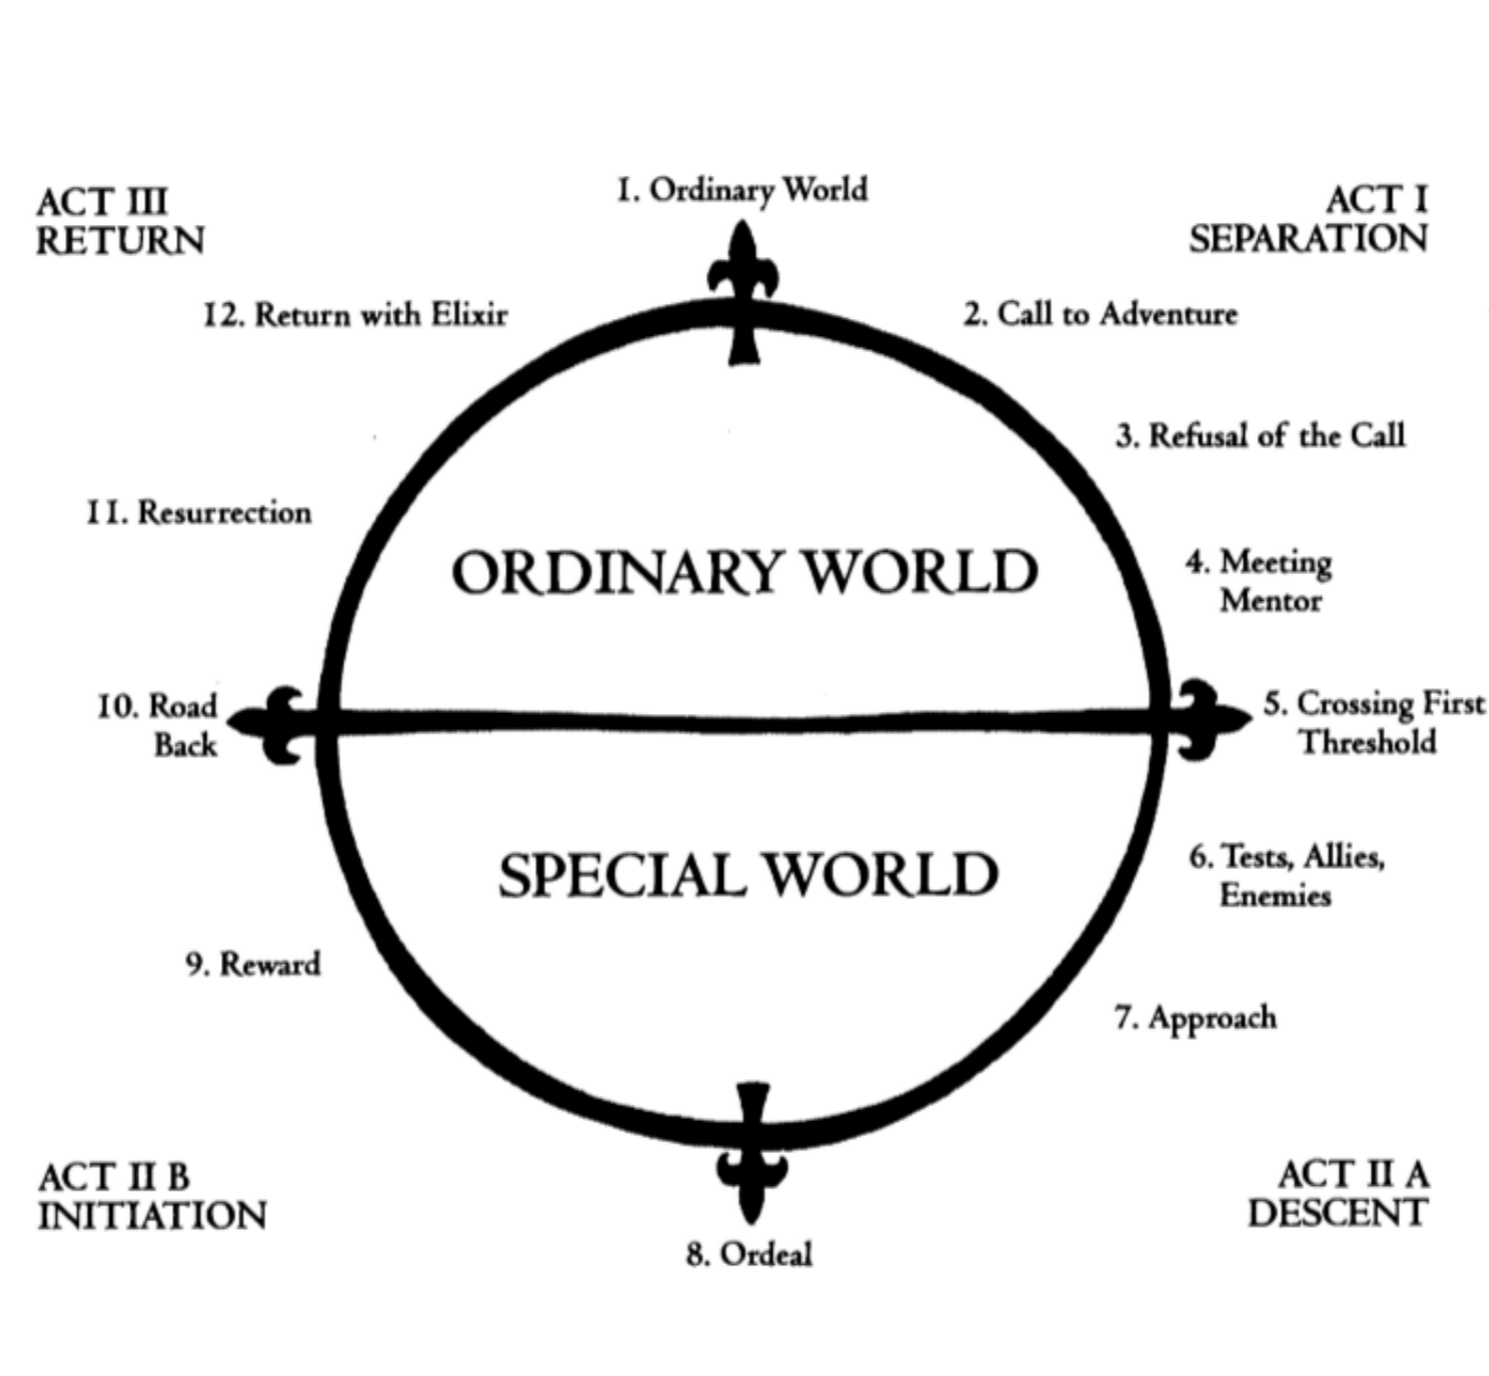 ACT III
RETURN
1. Ordinary World
ACT I
SEPARATION
12. Return with Elixir
2. Call to Adventure
3. Refusal of the Call
11. Resurrection
ORDINARY WORLD
4. Meeting
Mentor
10. Road
Back
5. Crossing First
Threshold
SPECIAL WORLD
6. Tests, Allies,
Enemies
9. Reward
7. Approach
ACT II B
INITIATION
ACT II A
DESCENT
8. Ordeal